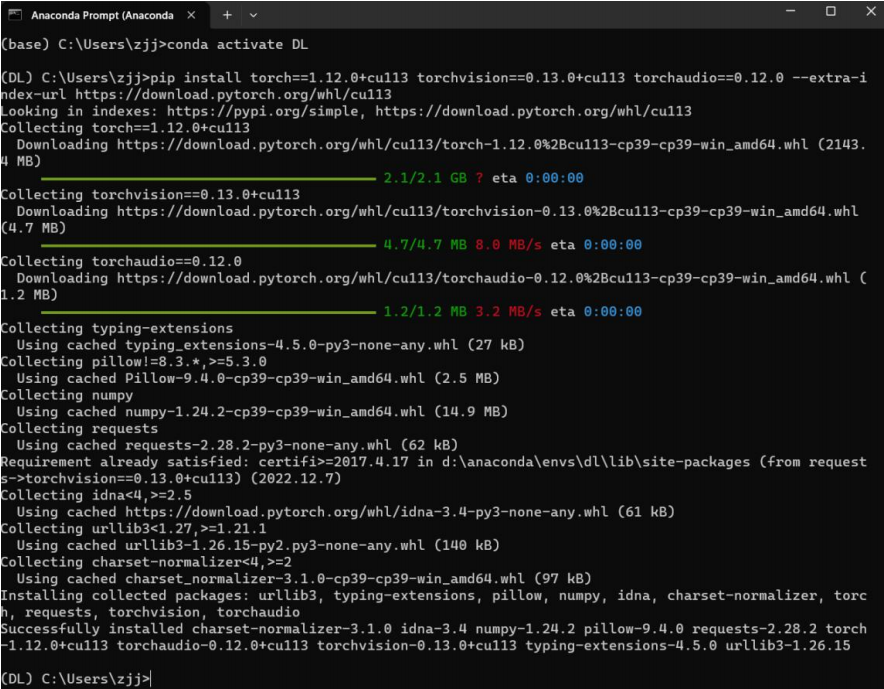 Anaconda Prompt (Anaconda
(base) C:\Users\zjj>conda activate DL
(DL) C:\Users\zjj>pip install torch==1.12.0+cu113 torchvision==0.13.0+cu113 torchaudio==0.12.0 --extra-i
ndex-url https://download.pytorch.org/whl/cu113
Looking in indexes: https://pypi.org/simple, https://download.pytorch.org/whl/cu113
Collecting torch==1.12.0+cu113
Downloading https://download.pytorch.org/whl/cu113/torch-1.12.0%2Bcu113-cp39-cp39-win_amd64.whl (2143.
4 MB)
2.1/2.1 GB ? eta 0:00:00
Collecting torchvision==0.13.0+cu113
Downloading https://download.pytorch.org/whl/cu113/torchvision-0.13.0%2Bcu113-cp39-cp39-win_amd64.whl
(4.7 MB)
4.7/4.7 MB 8.0 MB/s eta 0:00:00
Collecting torchaudio==0.12.0
Downloading https://download.pytorch.org/whl/cu113/torchaudio-0.12.0%2Bcu113-cp39-cp39-win_amd64.whl (
1.2 MB)
1.2/1.2 MB 3.2 MB/s eta 0:00:00
Collecting typing-extensions
Using cached typing_extensions-4.5.0-py3-none-any.whl (27 kB)
Collecting pillow!=8.3.*,>=5.3.0
Using cached Pillow-9.4.0-cp39-cp39-win_amd64.whl (2.5 MB)
Collecting numpy
Using cached numpy-1.24.2-cp39-cp39-win_amd64.whl (14.9 MB)
Collecting requests
Using cached requests-2.28.2-py3-none-any.whl (62 kB)
Requirement already satisfied: certifi>=2017.4.17 in d:\anaconda\envs\dl\lib\site-packages (from request
s->torchvision==0.13.0+cu113) (2022.12.7)
Collecting idna<4,>=2.5
Using cached https://download.pytorch.org/whl/idna-3.4-py3-none-any.whl (61 kB)
Collecting urllib3<1.27,>=1.21.1
Using cached urllib3-1.26.15-py2.py3-none-any.whl (140 kB)
Collecting charset-normalizer<4,>=2
Using cached charset_normalizer-3.1.0-cp39-cp39-win_amd64.whl (97 kB)
Installing collected packages: urllib3, typing-extensions, pillow, numpy, idna, charset-normalizer, torc
h, requests, torchvision, torchaudio
Successfully installed charset-normalizer-3.1.0 idna-3.4 numpy-1.24.2 pillow-9.4.0 requests-2.28.2 torch
-1.12.0+cu113 torchaudio-0.12.0+cu113 torchvision-0.13.0+cu113 typing-extensions-4.5.0 urllib3-1.26.15
(DL) C:\Users\zjj>